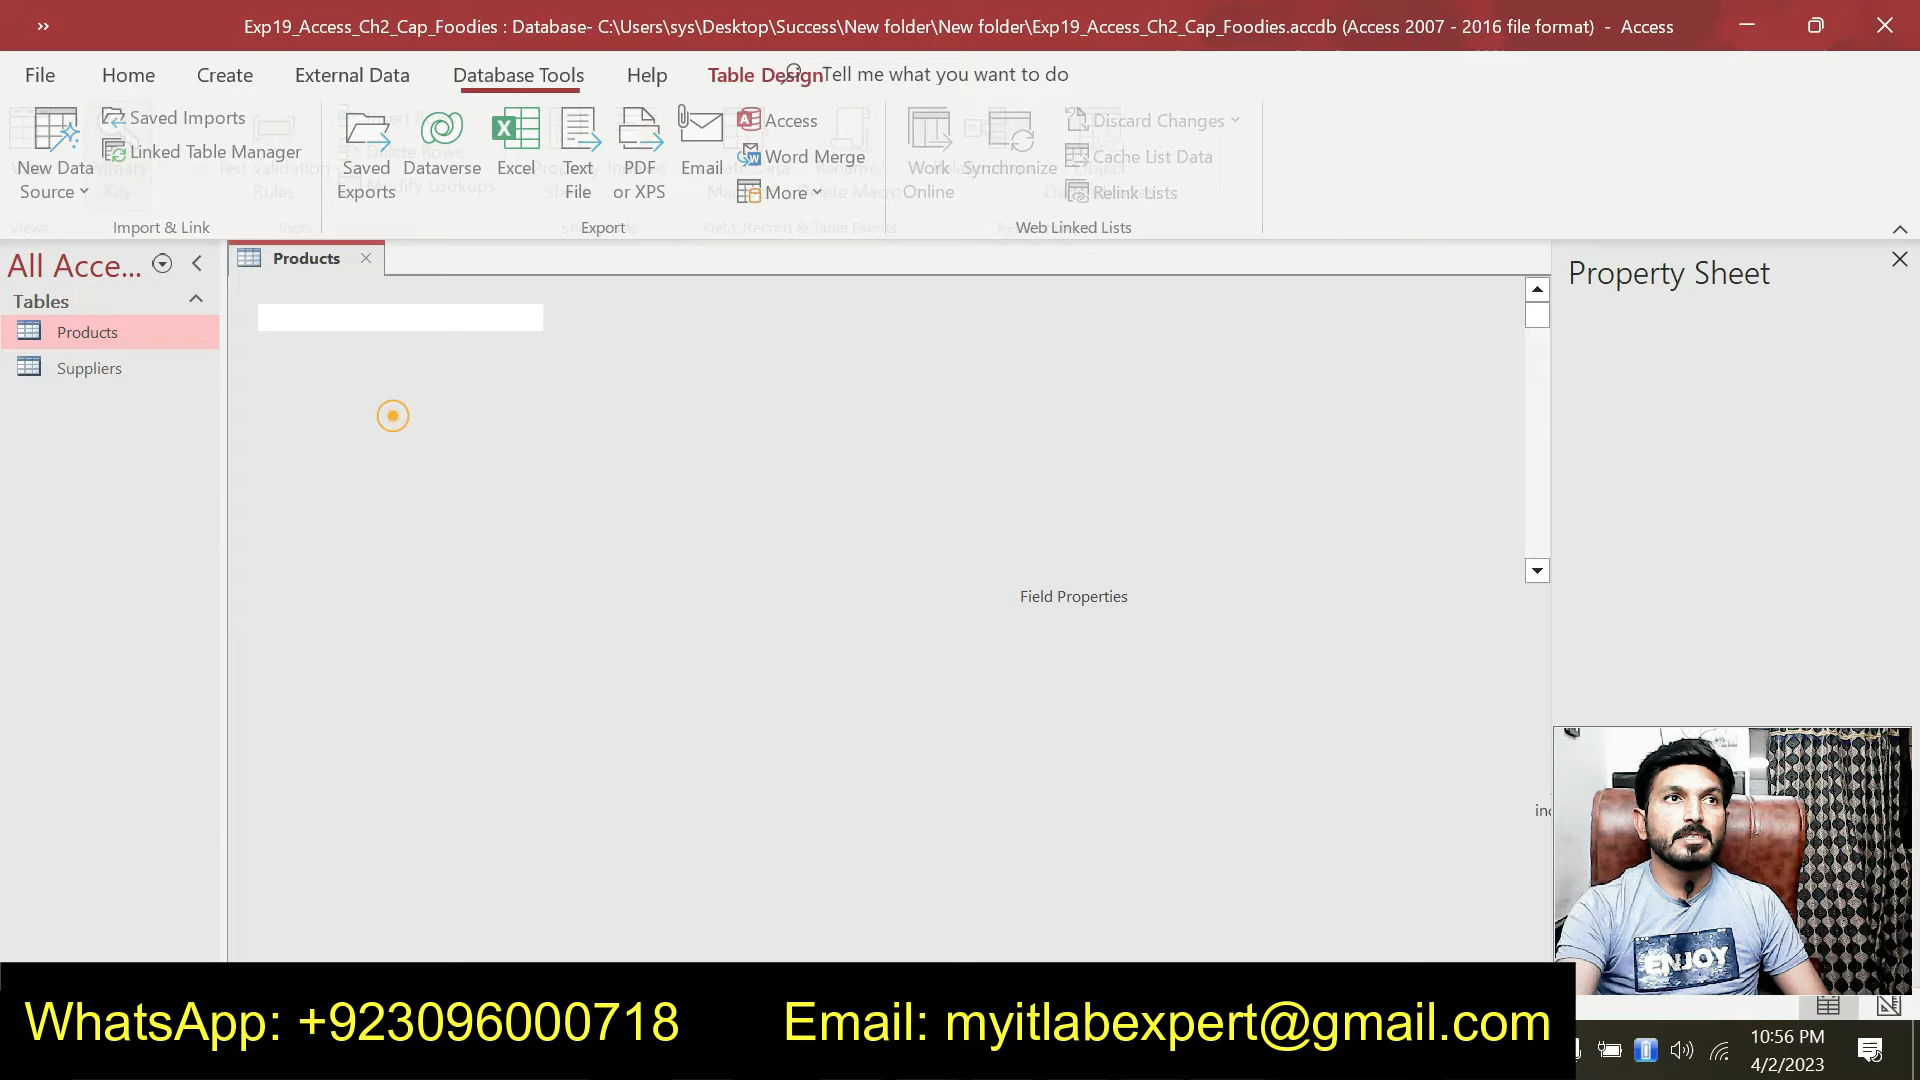 Exp19_Access_Ch2_Cap_Foodies : Database- C:\Users\sys\Desktop\Success\New folder\New folder\Exp19_Access_Ch2_Cap_Foodies.accdb (Access 2007 - 2016 file format) - Access
File Home Create External Data Database Tools Help Table Design Tell me what you want to do
New Data Source
Saved Imports
Linked Table Manager
Import & Link
Saved Exports
Dataverse
Excel
Text File
PDF or XPS
Email
Access
Word Merge
More
Export
Work Online
Synchronize
Discard Changes
Cache List Data
Relink Lists
Web Linked Lists
All Acce...
Tables
Products
Suppliers
Products
Field Properties
Property Sheet
ENJOY
WhatsApp: +923096000718 Email: myitlabexpert@gmail.com
10:56 PM
4/2/2023